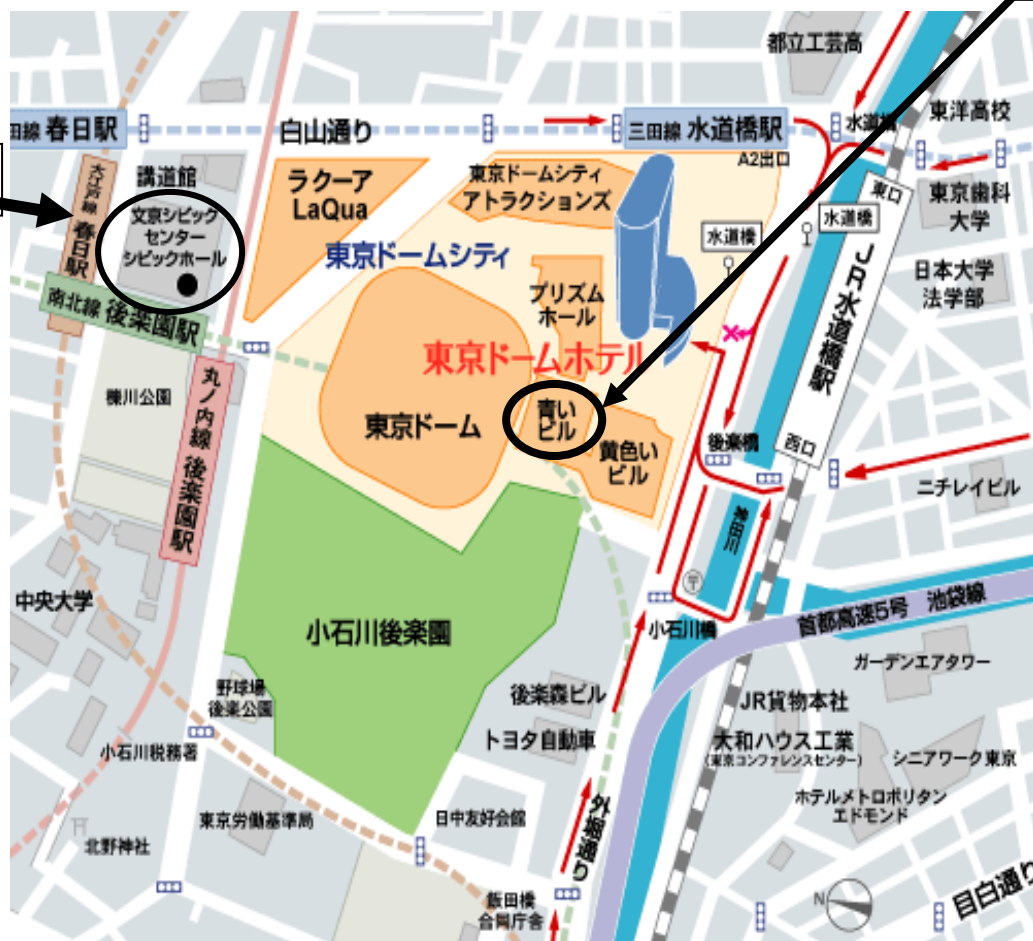 都立工芸高
田線 春日駅
白山通り
三田線 水道橋駅
水道橋
東洋高校
A2出口
大江戸線 春日駅
講道館
文京シビック
センター
シビックホール
ラクーア
LaQua
東京ドームシティ
アトラクションズ
東口
東京歯科
大学
水道橋
水道橋
東京ドームシティ
JR水道橋駅
日本大学
法学部
南北線 後楽園駅
プリズム
ホール
東京ドームホテル
丸ノ内線 後楽園駅
礫川公園
東京ドーム
青い
ビル
黄色い
ビル
後楽橋
西口
ニチレイビル
神田川
中央大学
小石川後楽園
小石川橋
首都高速5号 池袋線
ガーデンエアタワー
野球場
後楽公園
後楽森ビル
JR貨物本社
小石川税務署
トヨタ自動車
大和ハウス工業
(東京コンファレンスセンター)
シニアワーク東京
ホテルメトロポリタン
エドモンド
東京労働基準局
日中友好会館
外堀通り
北野神社
飯田橋
合同庁舎
目白通り
N